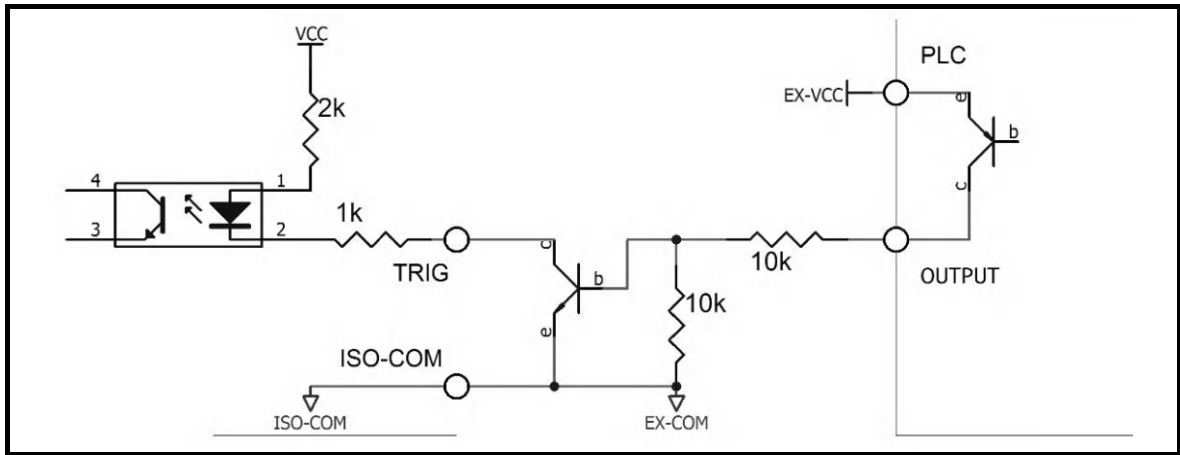 VCC
PLC
2k
EX-VCC
e
b
4
1
c
3
2
1k
c
10k
TRIG
b
OUTPUT
10k
e
ISO-COM
ISO-COM
EX-COM